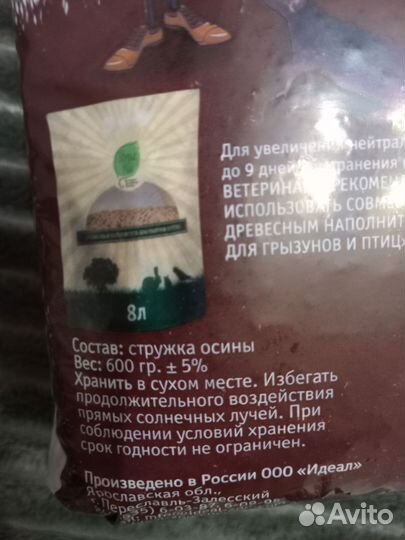 Для увеличения нейтрал
до 9 дней
ВЕТЕРИНА РЕКОМЕН
ИСПОЛЬЗОВАТЬ СОВМЕ
ДРЕВЕСНЫМ НАПОЛНИТ
ДЛЯ ГРЫЗУНОВ И ПТИЦ»
8л
Состав: стружка осины
Вес: 600 гр. ± 5%
Хранить в сухом месте. Избегать
продолжительного воздействия
прямых солнечных лучей. При
соблюдении условий хранения
срок годности не ограничен.
Произведено в России ООО «Идеал»
Ярославская обл.,
г.Переславль-Залесский
Avito